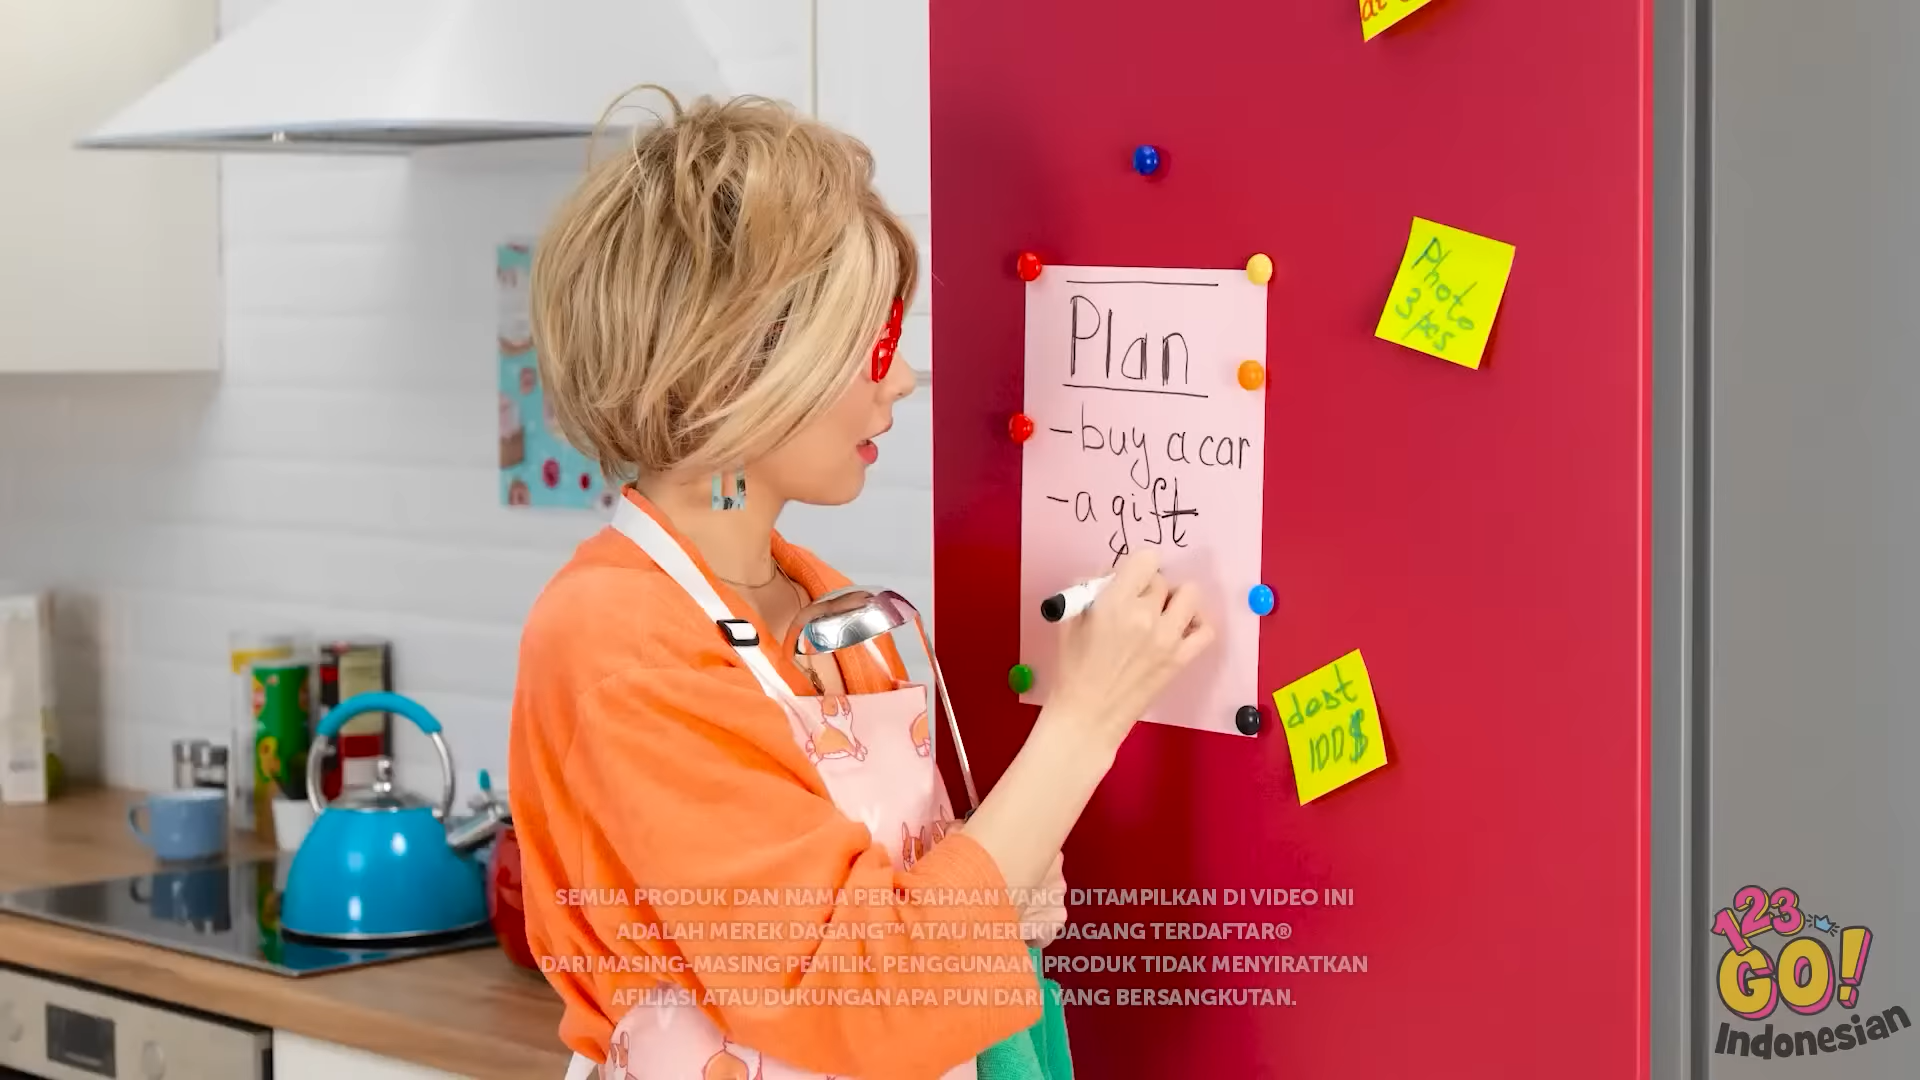 Plan
-buy a car
-a gift
Photo
3 pcs
dest
100$
SEMUA PRODUK DAN NAMA PERUSAHAAN YANG DITAMPILKAN DI VIDEO INI
ADALAH MEREK DAGANG™ ATAU MEREK DAGANG TERDAFTAR®
DARI MASING-MASING PEMILIK. PENGGUNAAN PRODUK TIDAK MENYIRATKAN
AFILIASI ATAU DUKUNGAN APA PUN DARI YANG BERSANGKUTAN.
123
GO!
Indonesian